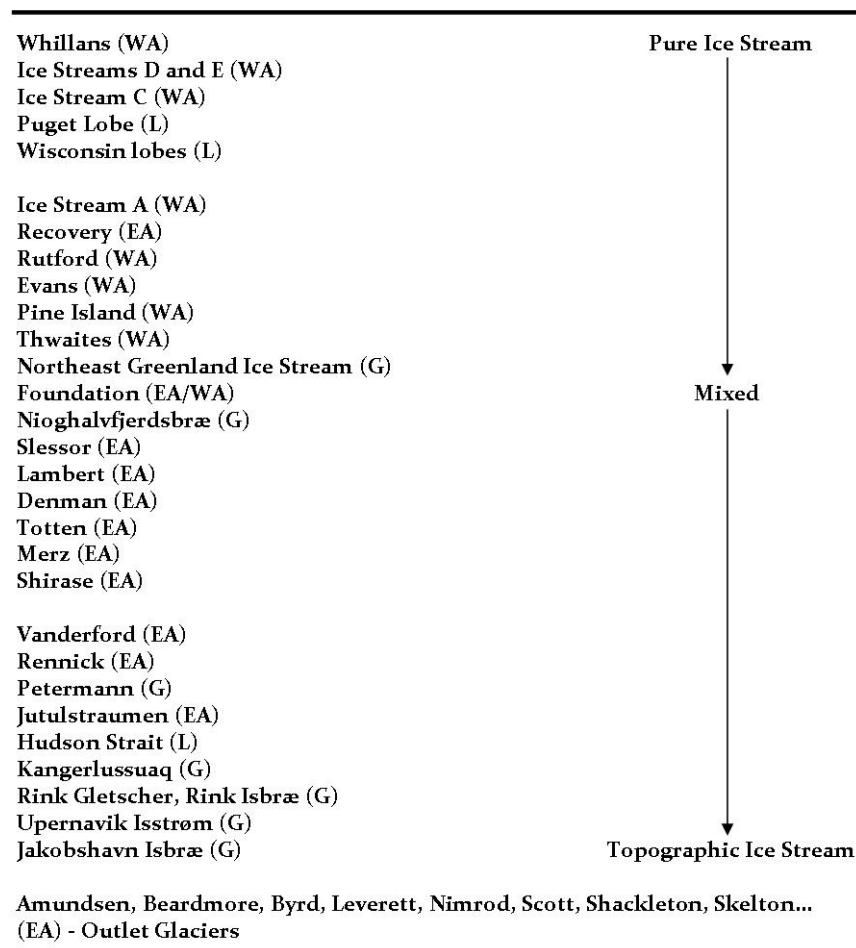 Whillans (WA) Pure Ice Stream
Ice Streams D and E (WA)
Ice Stream C (WA)
Puget Lobe (L)
Wisconsin lobes (L)
Ice Stream A (WA)
Recovery (EA)
Rutford (WA)
Evans (WA)
Pine Island (WA)
Thwaites (WA)
Northeast Greenland Ice Stream (G)
Foundation (EA/WA) Mixed
Nioghalvfjerdsbræ (G)
Slessor (EA)
Lambert (EA)
Denman (EA)
Totten (EA)
Merz (EA)
Shirase (EA)
Vanderford (EA)
Rennick (EA)
Petermann (G)
Jutulstraumen (EA)
Hudson Strait (L)
Kangerlussuaq (G)
Rink Gletscher, Rink Isbræ (G)
Upernavik Isstrøm (G)
Jakobshavn Isbræ (G) Topographic Ice Stream
Amundsen, Beardmore, Byrd, Leverett, Nimrod, Scott, Shackleton, Skelton...
(EA) - Outlet Glaciers